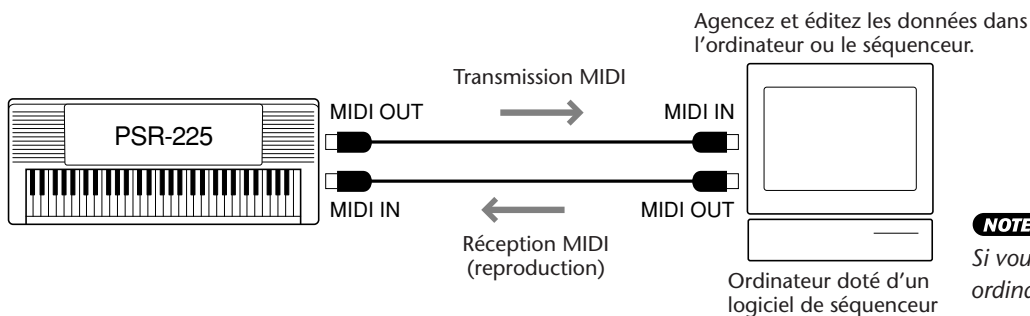 Agencez et éditez les données dans
l'ordinateur ou le séquenceur.
Transmission MIDI
MIDI OUT
MIDI IN
PSR-225
MIDI IN
MIDI OUT
Réception MIDI
(reproduction)
Ordinateur doté d'un
logiciel de séquenceur
NOTE
Si vou
ordina